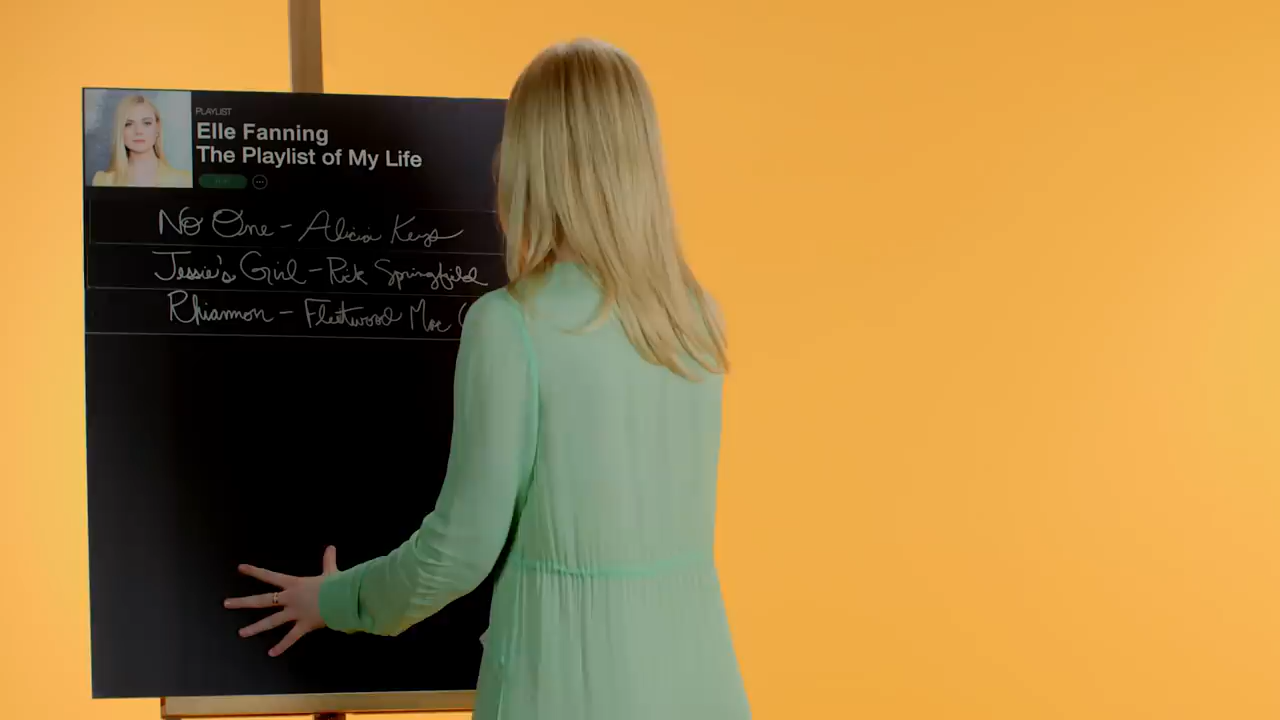 PLAYLIST
Elle Fanning
The Playlist of My Life
No One - Alicia Keys
Jessie's Girl - Rick Springfield
Rhiannon - Fleetwood Mac (